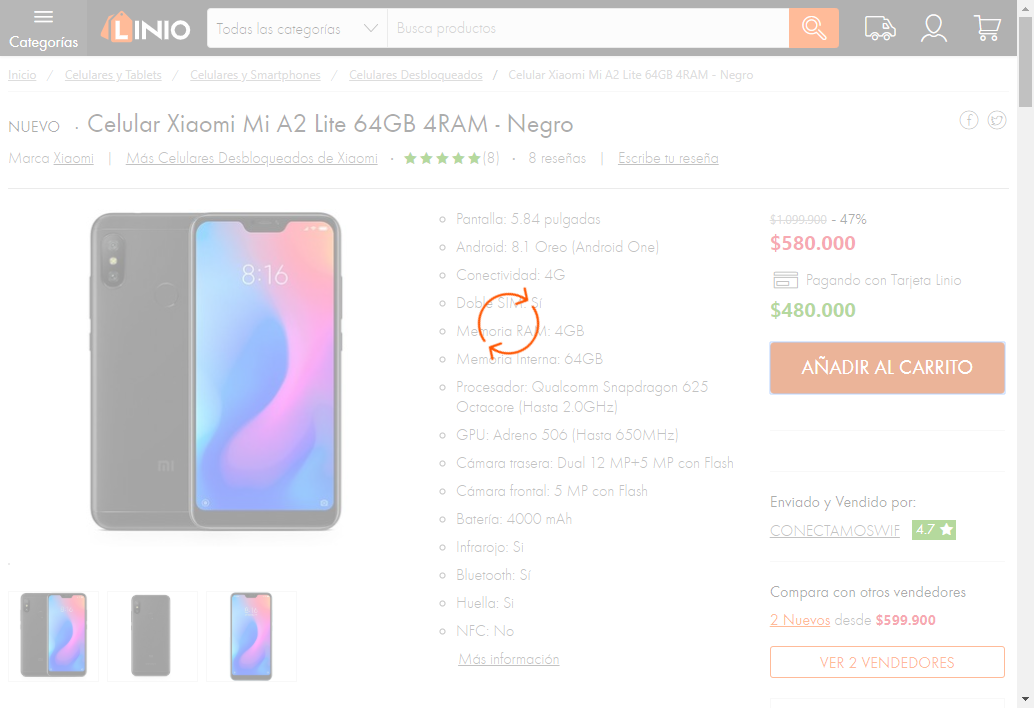 Categorías
LINIO
Todas las categorías
Busca productos
Inicio / Celulares y Tablets / Celulares y Smartphones / Celulares Desbloqueados / Celular Xiaomi Mi A2 Lite 64GB 4RAM - Negro
NUEVO · Celular Xiaomi Mi A2 Lite 64GB 4RAM - Negro
Marca Xiaomi | Más Celulares Desbloqueados de Xiaomi · (8) · 8 reseñas | Escribe tu reseña
8:16
mi
Pantalla: 5.84 pulgadas
Android: 8.1 Oreo (Android One)
Conectividad: 4G
Doble SIM: Sí
Memoria RAM: 4GB
Memoria Interna: 64GB
Procesador: Qualcomm Snapdragon 625
Octacore (Hasta 2.0GHz)
GPU: Adreno 506 (Hasta 650MHz)
Cámara trasera: Dual 12 MP+5 MP con Flash
Cámara frontal: 5 MP con Flash
Batería: 4000 mAh
Infrarojo: Si
Bluetooth: Sí
Huella: Si
NFC: No
Más información
$1.099.900 - 47%
$580.000
Pagando con Tarjeta Linio
$480.000
AÑADIR AL CARRITO
Enviado y Vendido por:
CONECTAMOSWIF 4.7
Compara con otros vendedores
2 Nuevos desde $599.900
VER 2 VENDEDORES